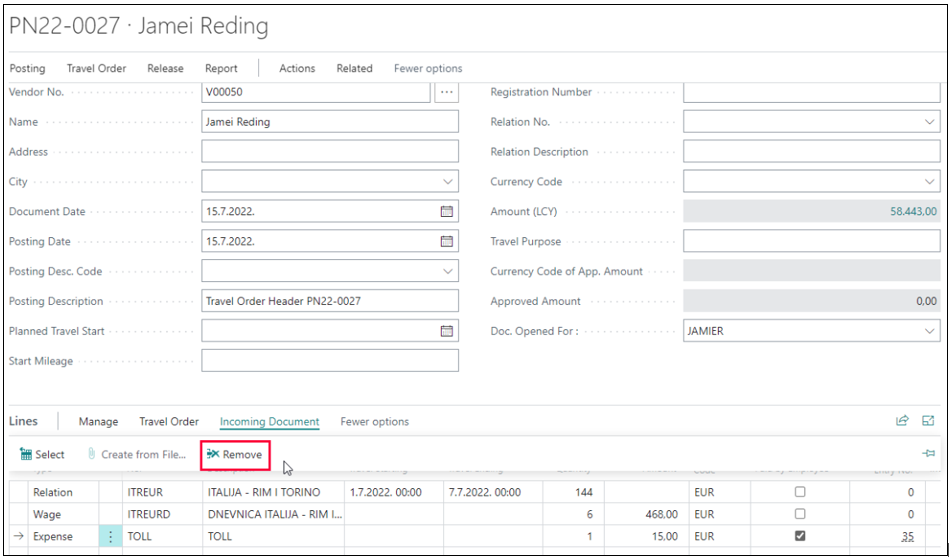 PN22-0027 · Jamei Reding
Posting Travel Order Release Report Actions Related Fewer options
Vendor No. V00050 Registration Number
Name Jamei Reding Relation No.
Address Relation Description
City Currency Code
Document Date 15.7.2022. Amount (LCY) 58.443,00
Posting Date 15.7.2022. Travel Purpose
Posting Desc. Code Currency Code of App. Amount
Posting Description Travel Order Header PN22-0027 Approved Amount 0,00
Planned Travel Start Doc. Opened For : JAMIER
Start Mileage
Lines Manage Travel Order Incoming Document Fewer options
Select Create from File... Remove
Relation ITREUR ITALIJA - RIM I TORINO 1.7.2022. 00:00 7.7.2022. 00:00 144 EUR 0
Wage ITREURD DNEVNICA ITALIJA - RIM I... 6 468,00 EUR 0
Expense TOLL TOLL 1 15.00 EUR 35